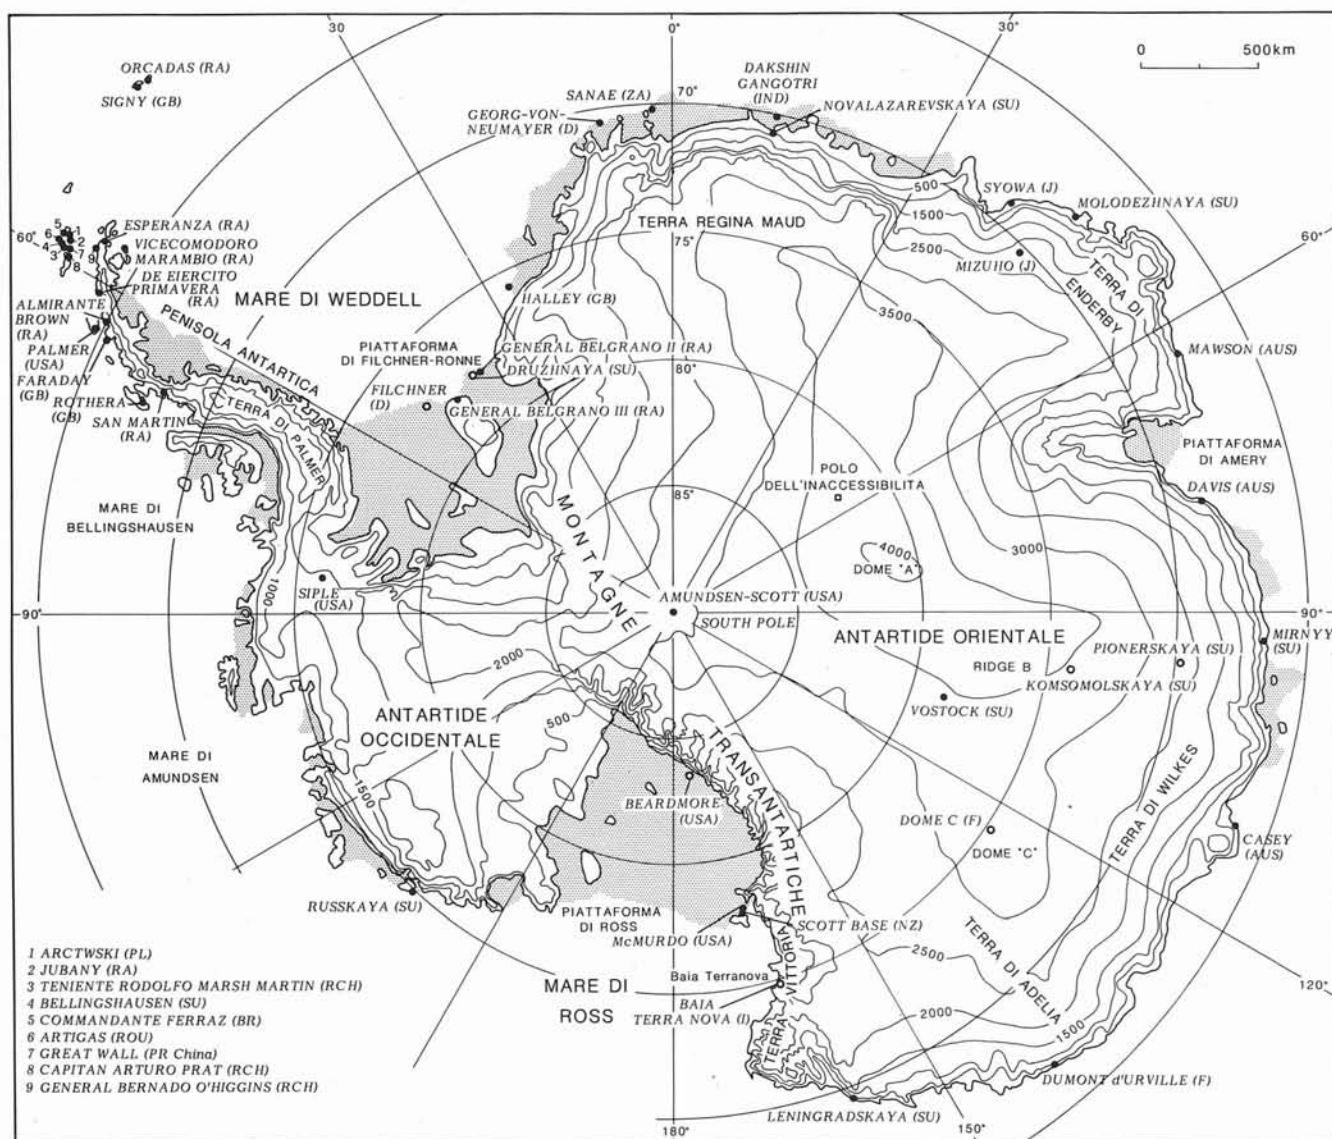 30
0°
30°
0
500km
ORCADAS (RA)
SIGNY (GB)
SANAE (ZA)
70°
DAKSHIN
GANGOTRI
(IND)
NOVALAZAREVSKAYA (SU)
GEORG-VON-
NEUMAYER (D)
500
1500
2500
SYOWA (J)
MOLODEZHNAYA (SU)
60°
5
1
6
2
4
7
3
9
8
60°
ESPERANZA (RA)
VICECOMODORO
MARAMBIO (RA)
DE EJERCITO
PRIMAVERA
(RA)
TERRA REGINA MAUD
75°
MIZUHO (J)
TERRA DI
ENDERBY
MARE DI WEDDELL
HALLEY (GB)
3500
ALMIRANTE
BROWN
(RA)
PALMER
(USA)
FARADAY
(GB)
ROTHERA
(GB)
SAN MARTIN
(RA)
PENISOLA ANTARTICA
TERRA DI PALMER
PIATTAFORMA
DI FILCHNER-RONNE
GENERAL BELGRANO II (RA)
DRUZHNAYA (SU)
80°
FILCHNER
(D)
GENERAL BELGRANO III (RA)
MAWSON (AUS)
PIATTAFORMA
DI AMERY
DAVIS (AUS)
POLO
DELL'INACCESSIBILITA
85°
MARE DI
BELLINGSHAUSEN
MONTAGNE
4000
DOME "A"
3000
1000
SIPLE
(USA)
AMUNDSEN-SCOTT (USA)
SOUTH POLE
90°
90°
ANTARTIDE ORIENTALE
MIRNYY
(SU)
PIONERSKAYA (SU)
RIDGE B
KOMSOMOLSKAYA (SU)
VOSTOCK (SU)
2000
500
ANTARTIDE
OCCIDENTALE
MARE DI
AMUNDSEN
1500
TRANSANTARTICHE
BEARDMORE
(USA)
DOME C (F)
DOME "C"
TERRA DI WILKES
CASEY
(AUS)
RUSSKAYA (SU)
PIATTAFORMA
DI ROSS
McMURDO (USA)
SCOTT BASE (NZ)
2500
TERRA DI ADELIA
120°
Baia Terranova
BAIA
TERRA NOVA (I)
TERRA VITTORIA
MARE DI
ROSS
2000
1500
DUMONT d'URVILLE (F)
LENINGRADSKAYA (SU)
180°
150°
1 ARCTWSKI (PL)
2 JUBANY (RA)
3 TENIENTE RODOLFO MARSH MARTIN (RCH)
4 BELLINGSHAUSEN (SU)
5 COMMANDANTE FERRAZ (BR)
6 ARTIGAS (ROU)
7 GREAT WALL (PR China)
8 CAPITAN ARTURO PRAT (RCH)
9 GENERAL BERNADO O'HIGGINS (RCH)